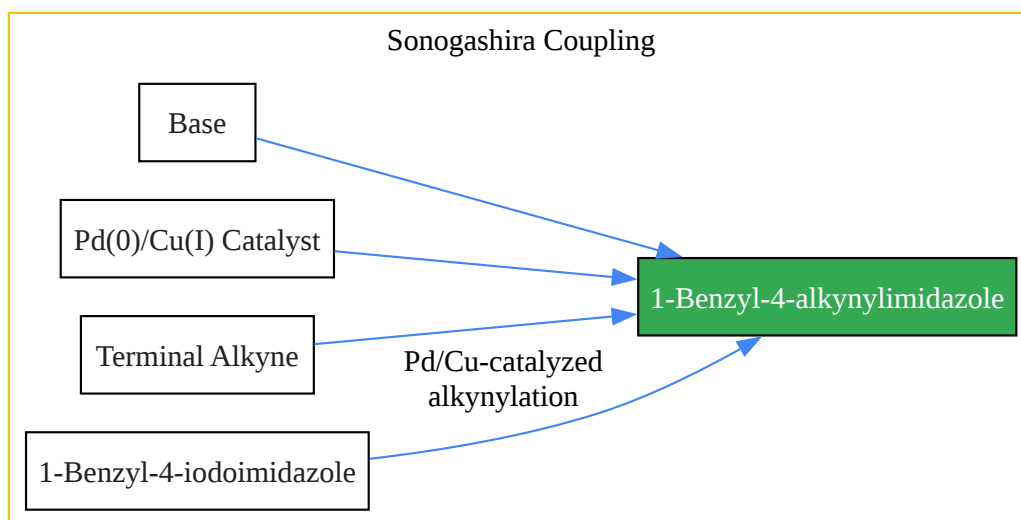 Sonogashira Coupling
Base
Pd(0)/Cu(I) Catalyst
1-Benzyl-4-alkynylimidazole
Terminal Alkyne
Pd/Cu-catalyzed
alkynylation
1-Benzyl-4-iodoimidazole